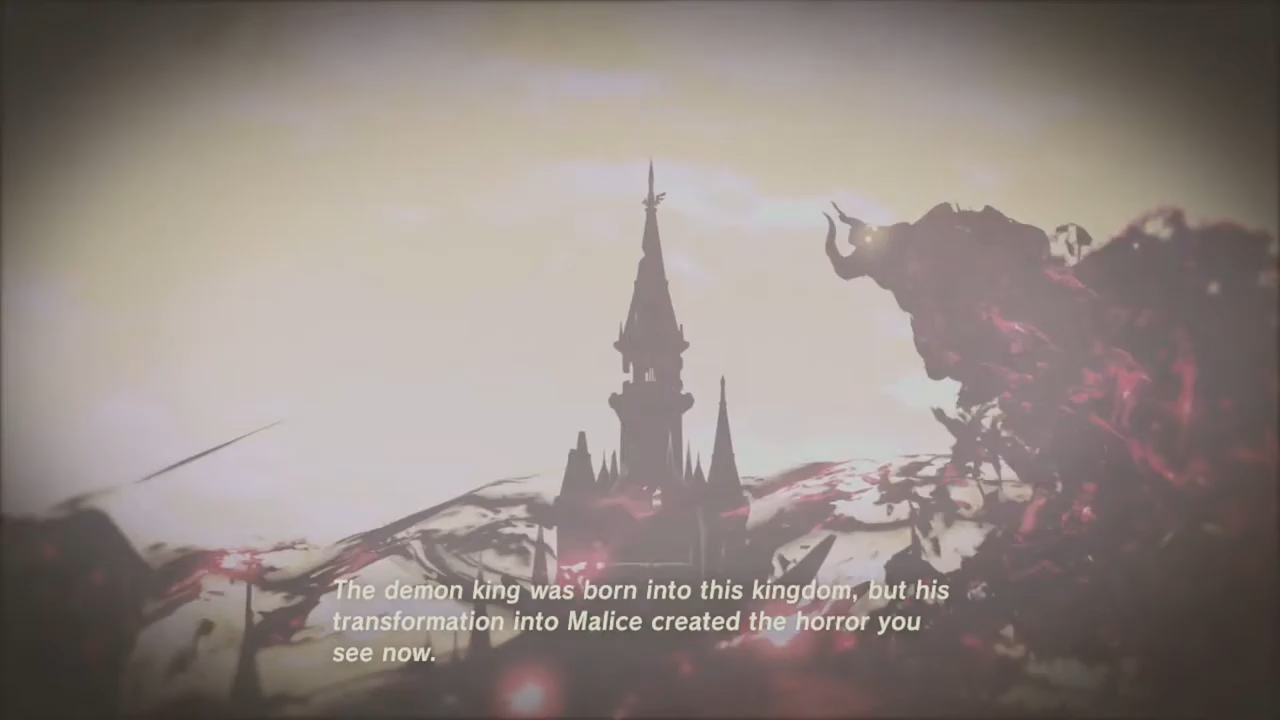 The demon king was born into this kingdom, but his
transformation into Malice created the horror you
see now.